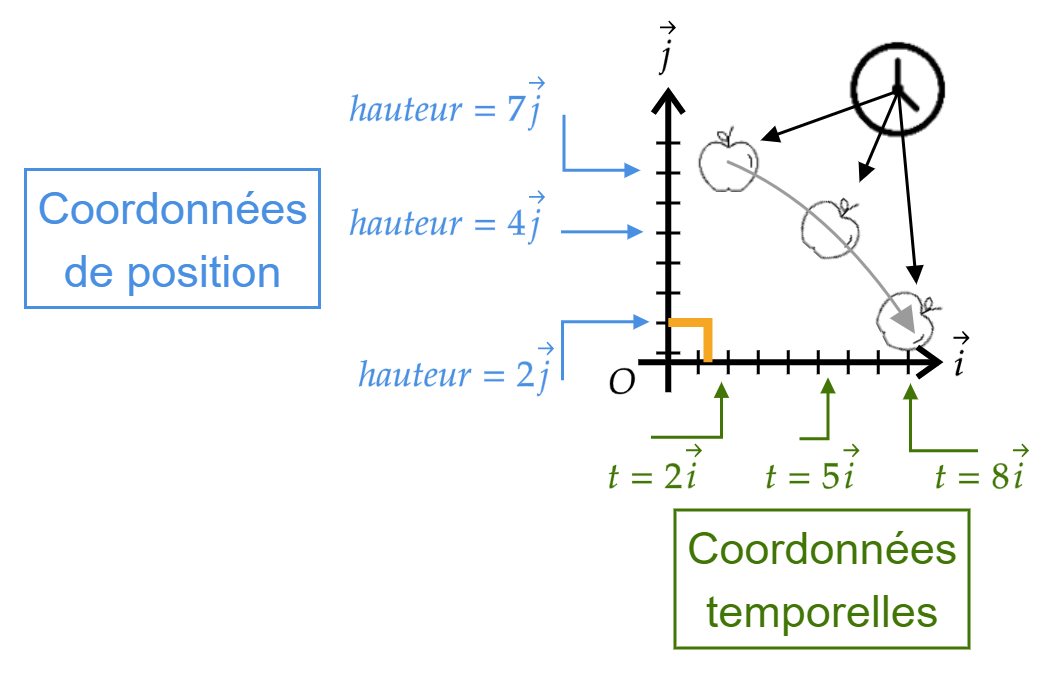 $\vec{j}$
hauteur = 7$\vec{j}$
Coordonnées
de position
hauteur = 4$\vec{j}$
hauteur = 2$\vec{j}$
O
$\vec{i}$
t = 2$\vec{i}$
t = 5$\vec{i}$
t = 8$\vec{i}$
Coordonnées
temporelles